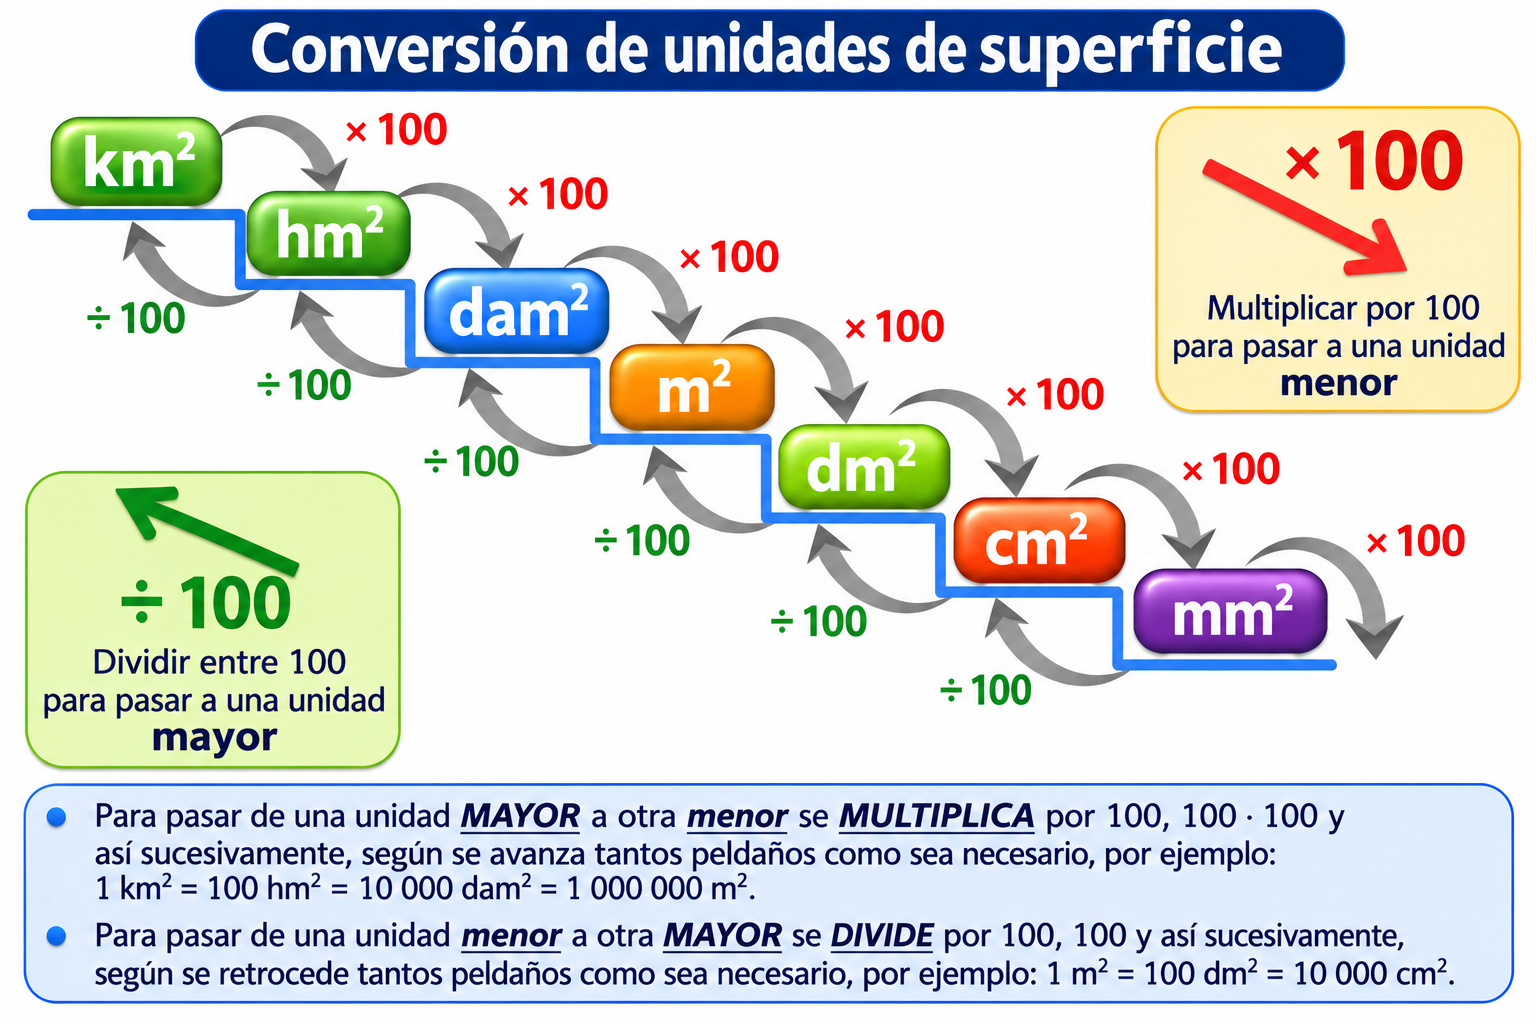 Conversión de unidades de superficie
km²
× 100
hm²
× 100
dam²
× 100
m²
× 100
dm²
× 100
cm²
× 100
mm²
× 100
÷ 100
÷ 100
÷ 100
÷ 100
÷ 100
÷ 100
× 100
Multiplicar por 100
para pasar a una unidad
menor
÷ 100
Dividir entre 100
para pasar a una unidad
mayor
Para pasar de una unidad MAYOR a otra menor se MULTIPLICA por 100, 100 · 100 y
así sucesivamente, según se avanza tantos peldaños como sea necesario, por ejemplo:
1 km² = 100 hm² = 10 000 dam² = 1 000 000 m².
Para pasar de una unidad menor a otra MAYOR se DIVIDE por 100, 100 y así sucesivamente,
según se retrocede tantos peldaños como sea necesario, por ejemplo: 1 m² = 100 dm² = 10 000 cm².